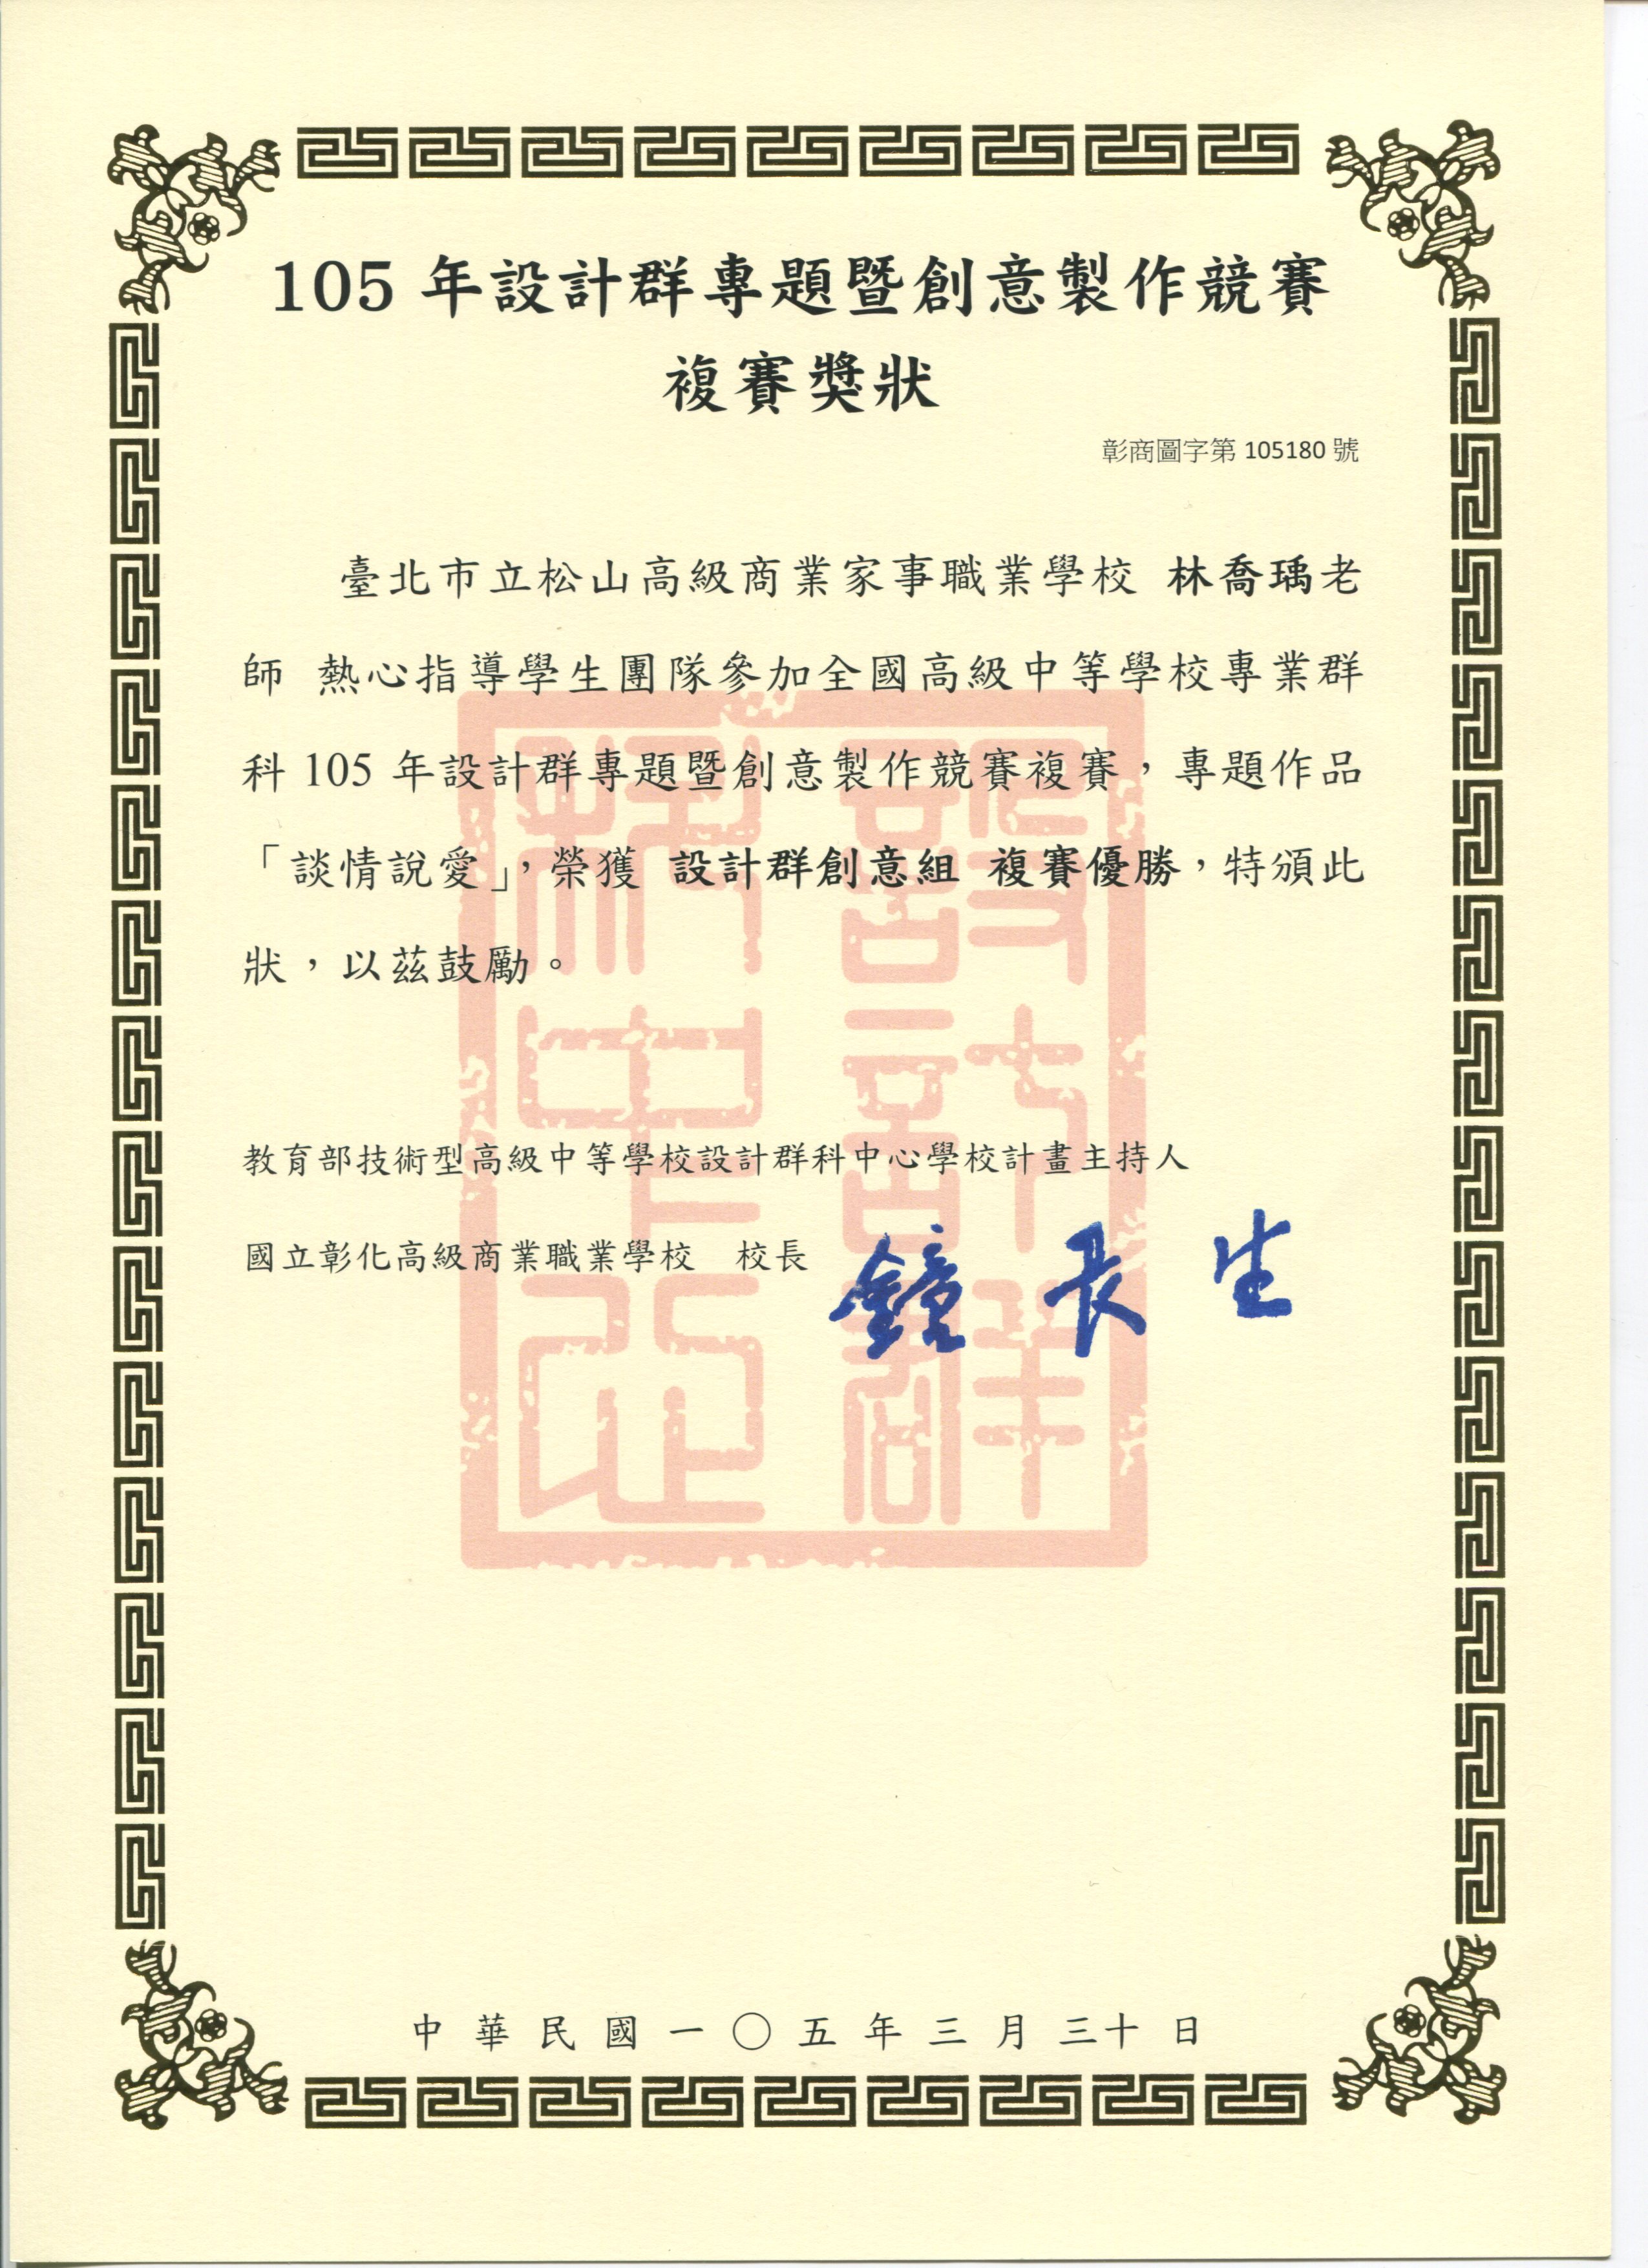 105 年設計群專題暨創意製作競賽
複賽獎狀
彰商圖字第 105180 號
臺北市立松山高級商業家事職業學校 林喬瑀老
師 熱心指導學生團隊參加全國高級中等學校專業群
科 105 年設計群專題暨創意製作競賽複賽，專題作品
「談情說愛」，榮獲 設計群創意組 複賽優勝，特頒此
狀，以茲鼓勵。
教育部技術型高級中等學校設計群科中心學校計畫主持人
國立彰化高級商業職業學校 校長 鐘長生
中華民國一〇五年三月三十日